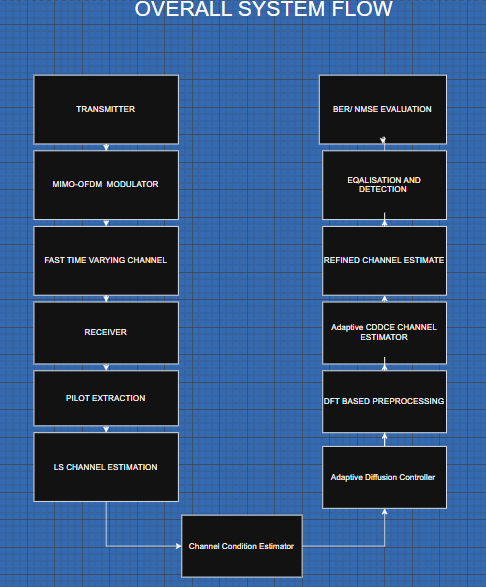 OVERALL SYSTEM FLOW
TRANSMITTER
MIMO-OFDM MODULATOR
FAST TIME VARYING CHANNEL
RECEIVER
PILOT EXTRACTION
LS CHANNEL ESTIMATION
Channel Condition Estimator
Adaptive Diffusion Controller
DFT BASED PREPROCESSING
Adaptive CDDCE CHANNEL
ESTIMATOR
REFINED CHANNEL ESTIMATE
EQALISATION AND
DETECTION
BER/ NMSE EVALUATION